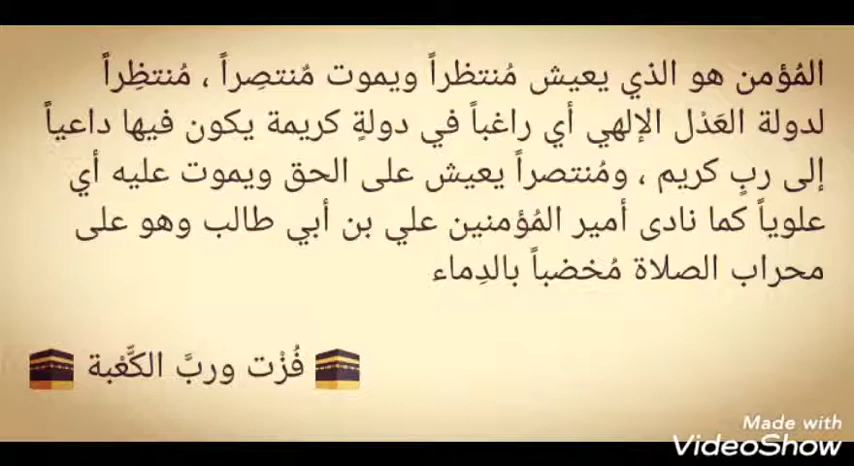 المُؤمن هو الذي يعيش مُنتظراً ويموت مُنتصِراً ، مُنتظِراً
لدولة العَدْل الإلهي أي راغباً في دولةٍ كريمة يكون فيها داعياً
إلى ربٍ كريم ، ومُنتصراً يعيش على الحق ويموت عليه أي
علوياً كما نادى أمير المُؤمنين علي بن أبي طالب وهو على
محراب الصلاة مُخضباً بالدِماء
🕋 فُزْت وربَّ الكَّعْبة 🕋
Made with
VideoShow